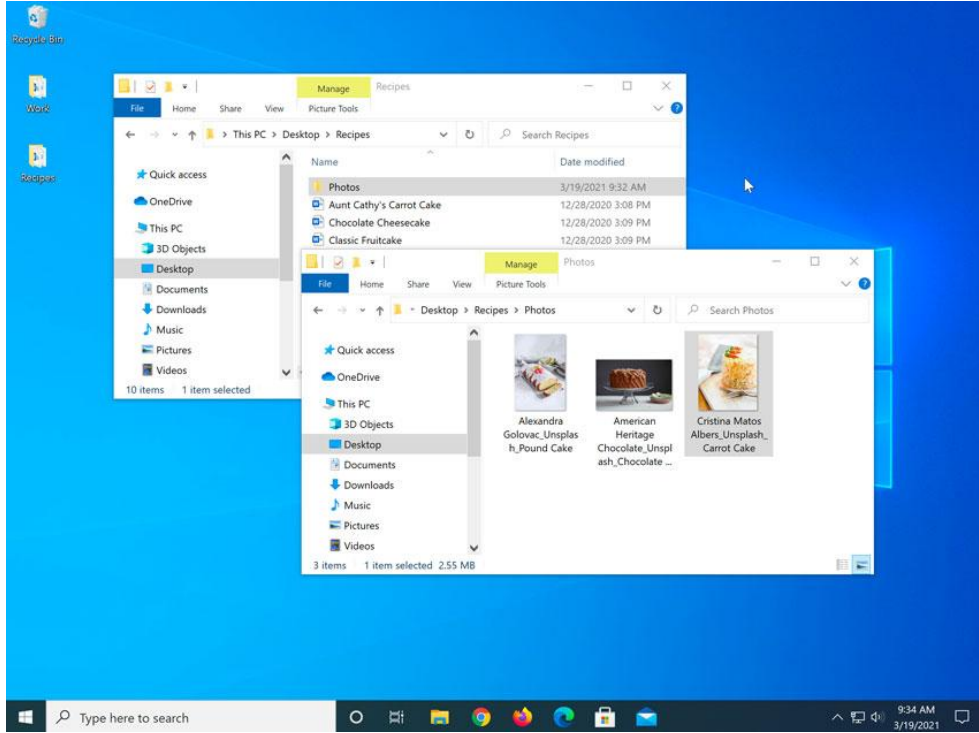 Recycle Bin
Work
Recipes
Manage Recipes
File Home Share View Picture Tools
This PC > Desktop > Recipes
Search Recipes
Name Date modified
Quick access
OneDrive
This PC
3D Objects
Desktop
Documents
Downloads
Music
Pictures
Videos
Photos 3/19/2021 9:32 AM
Aunt Cathy's Carrot Cake 12/28/2020 3:08 PM
Chocolate Cheesecake 12/28/2020 3:09 PM
Classic Fruitcake 12/28/2020 3:09 PM
10 items 1 item selected
Manage Photos
File Home Share View Picture Tools
Desktop > Recipes > Photos
Search Photos
Quick access
OneDrive
This PC
3D Objects
Desktop
Documents
Downloads
Music
Pictures
Videos
Alexandra
Golovac_Unsplas
h_Pound Cake
American
Heritage
Chocolate_Unspl
ash_Chocolate ...
Cristina Matos
Albers_Unsplash_
Carrot Cake
3 items 1 item selected 2.55 MB
Type here to search
9:34 AM
3/19/2021